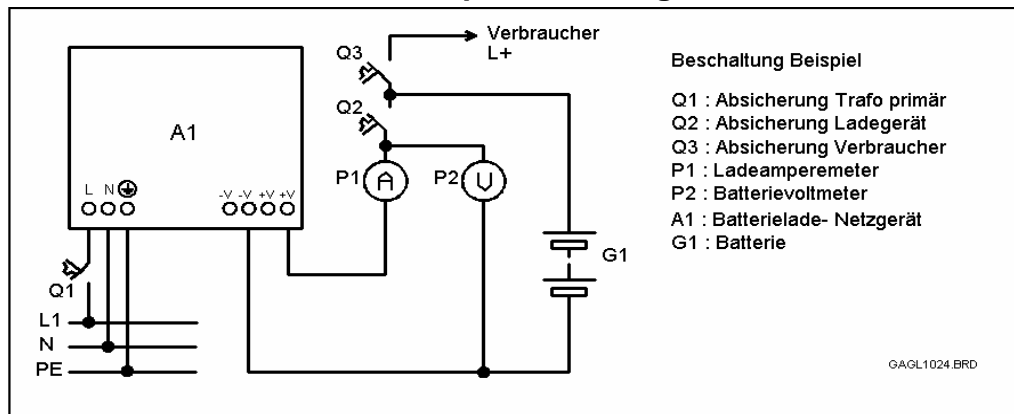 Verbraucher
L+
Q3
Q2
A1
P1
A
P2
V
L N
-V -V +V +V
Q1
G1
L1
N
PE
Beschaltung Beispiel
Q1 : Absicherung Trafo primär
Q2 : Absicherung Ladegerät
Q3 : Absicherung Verbraucher
P1 : Ladeamperemeter
P2 : Batterievoltmeter
A1 : Batterielade- Netzgerät
G1 : Batterie
GAGL1024.BRD